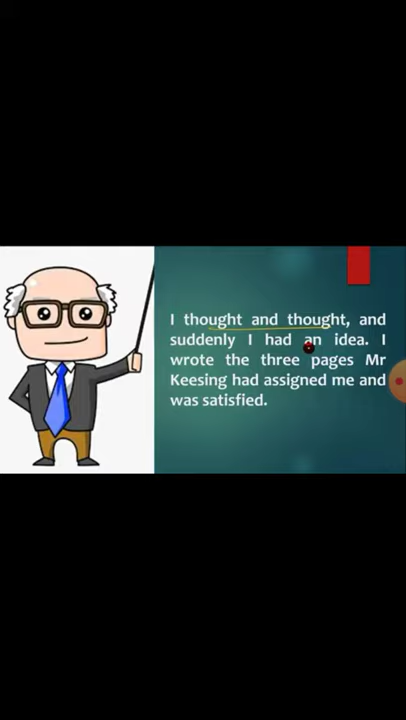 I thought and thought, and
suddenly I had an idea. I
wrote the three pages Mr
Keesing had assigned me and
was satisfied.